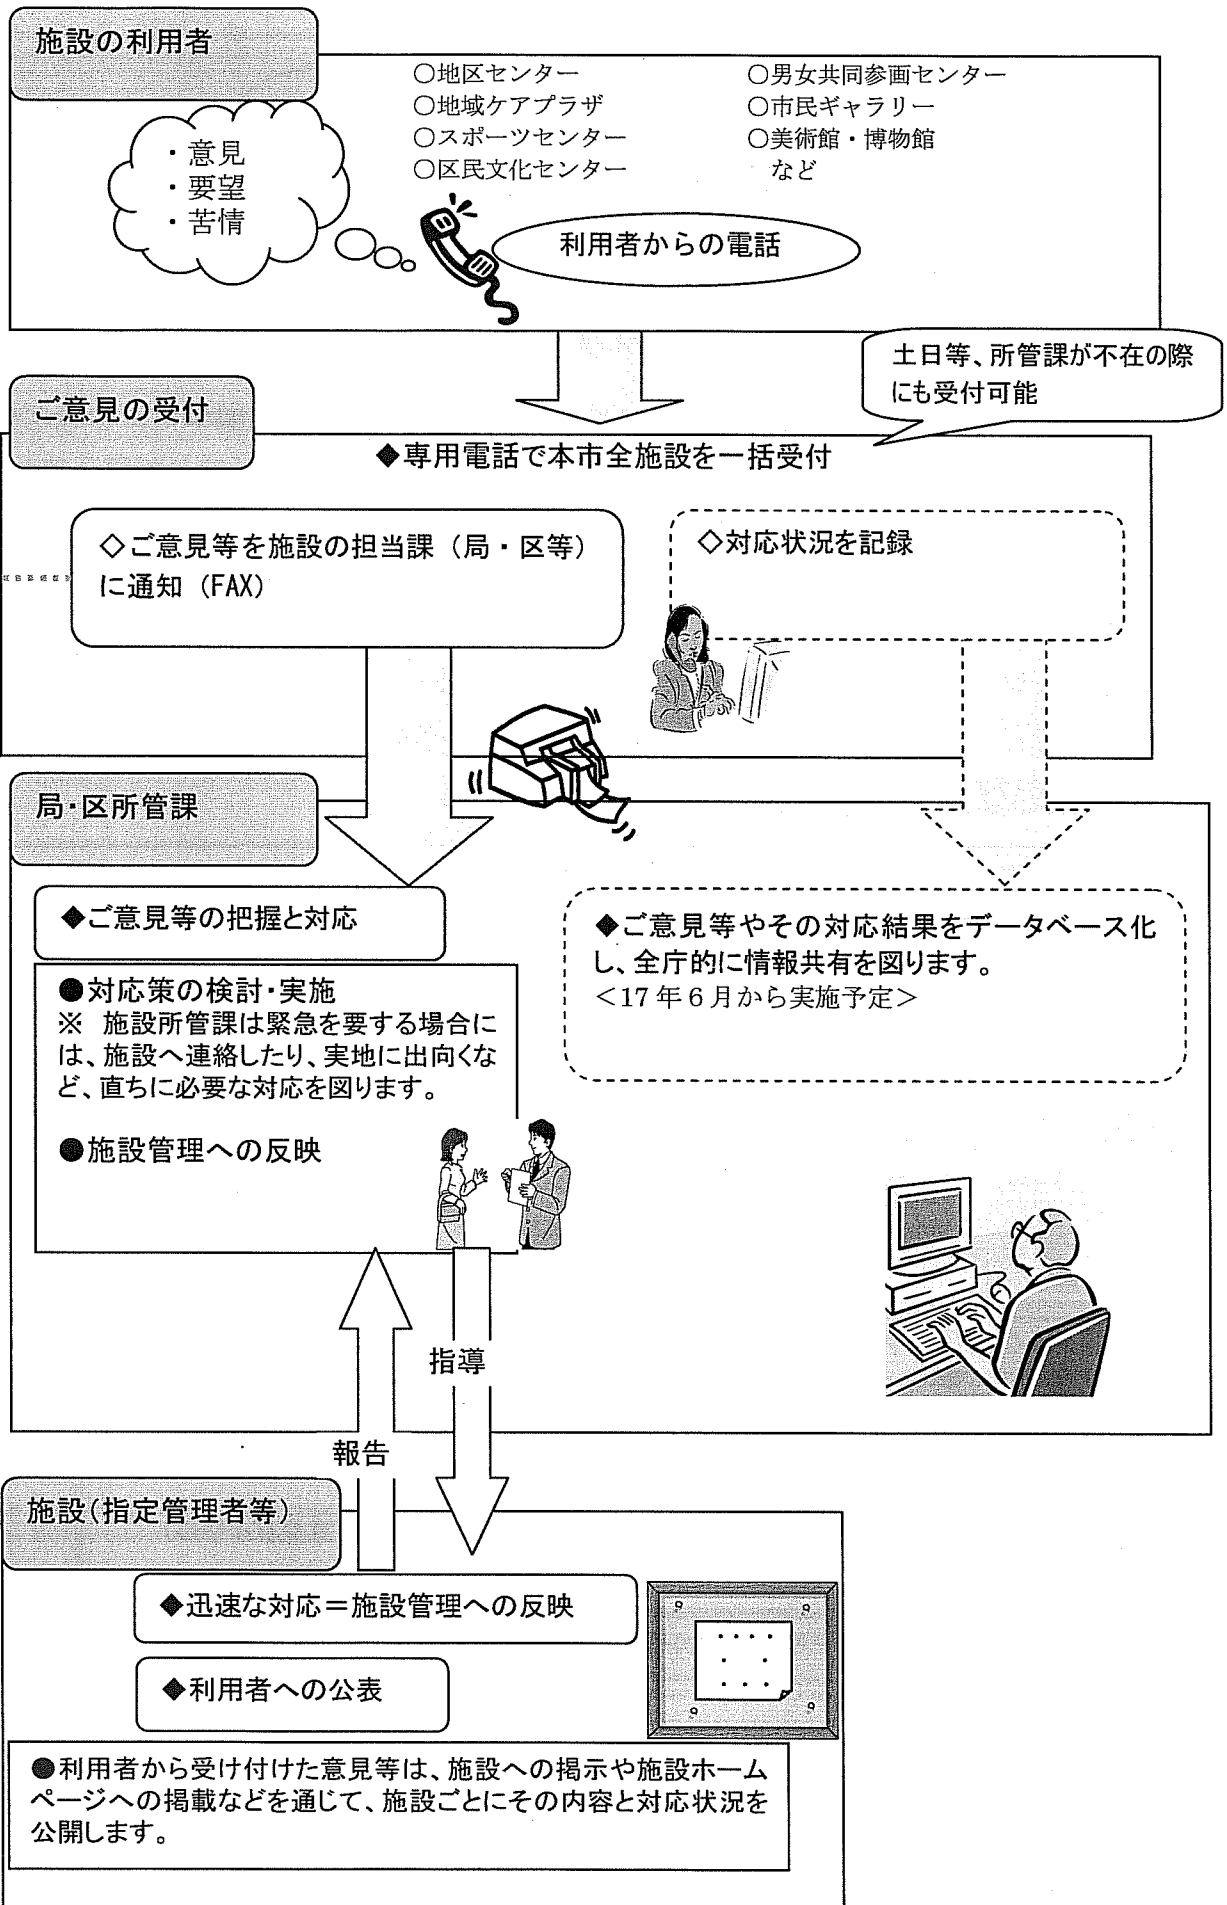 施設の利用者
○地区センター
○地域ケアプラザ
○スポーツセンター
○区民文化センター
○男女共同参画センター
○市民ギャラリー
○美術館・博物館
など
・意見
・要望
・苦情
利用者からの電話
土日等、所管課が不在の際
にも受付可能
ご意見の受付
◆専用電話で本市全施設を一括受付
◇ご意見等を施設の担当課（局・区等）
に通知（FAX）
◇対応状況を記録
局・区所管課
◆ご意見等の把握と対応
●対応策の検討・実施
※　施設所管課は緊急を要する場合に
は、施設へ連絡したり、実地に出向くな
ど、直ちに必要な対応を図ります。
●施設管理への反映
◆ご意見等やその対応結果をデータベース化
し、全庁的に情報共有を図ります。
＜17年６月から実施予定＞
指導
報告
施設（指定管理者等）
◆迅速な対応＝施設管理への反映
◆利用者への公表
●利用者から受け付けた意見等は、施設への掲示や施設ホーム
ページへの掲載などを通じて、施設ごとにその内容と対応状況を
公開します。